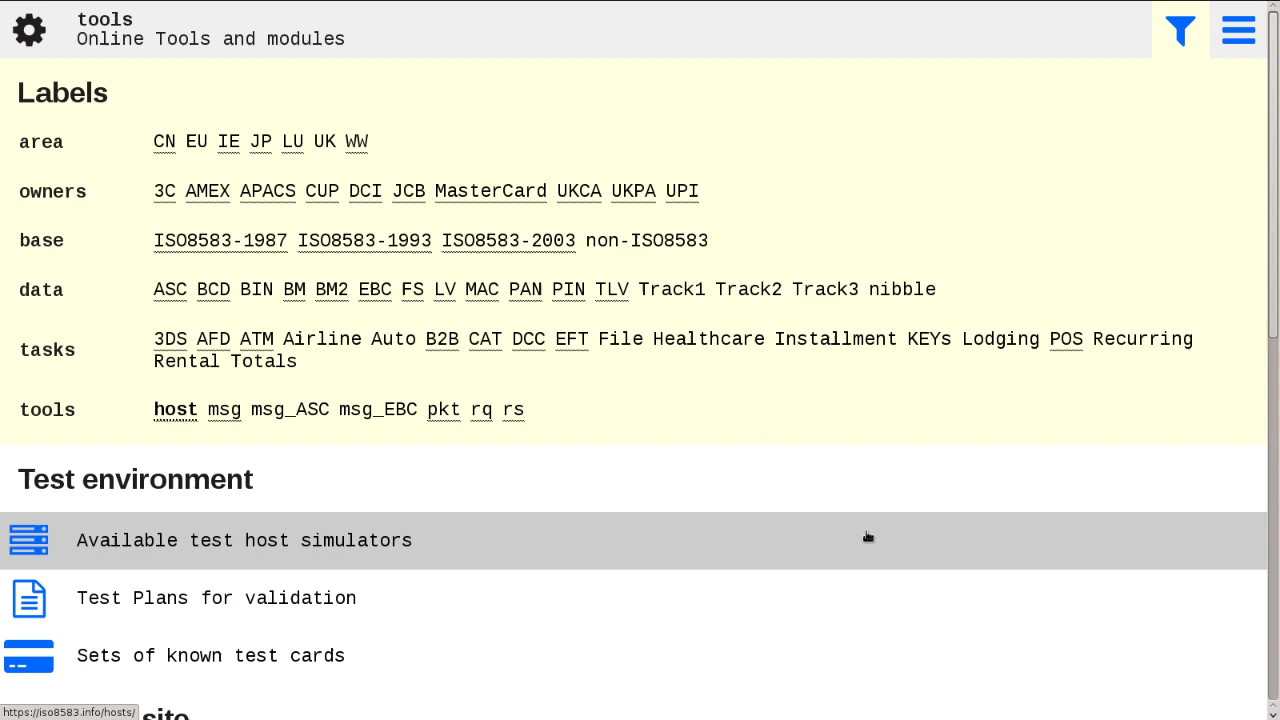 tools
Online Tools and modules
Labels
area CN EU IE JP LU UK WW
owners 3C AMEX APACS CUP DCI JCB MasterCard UKCA UKPA UPI
base ISO8583-1987 ISO8583-1993 ISO8583-2003 non-ISO8583
data ASC BCD BIN BM BM2 EBC FS LV MAC PAN PIN TLV Track1 Track2 Track3 nibble
tasks 3DS AFD ATM Airline Auto B2B CAT DCC EFT File Healthcare Installment KEYs Lodging POS Recurring
Rental Totals
tools host msg msg_ASC msg_EBC pkt rq rs
Test environment
Available test host simulators
Test Plans for validation
Sets of known test cards
https://iso8583.info/hosts/
site